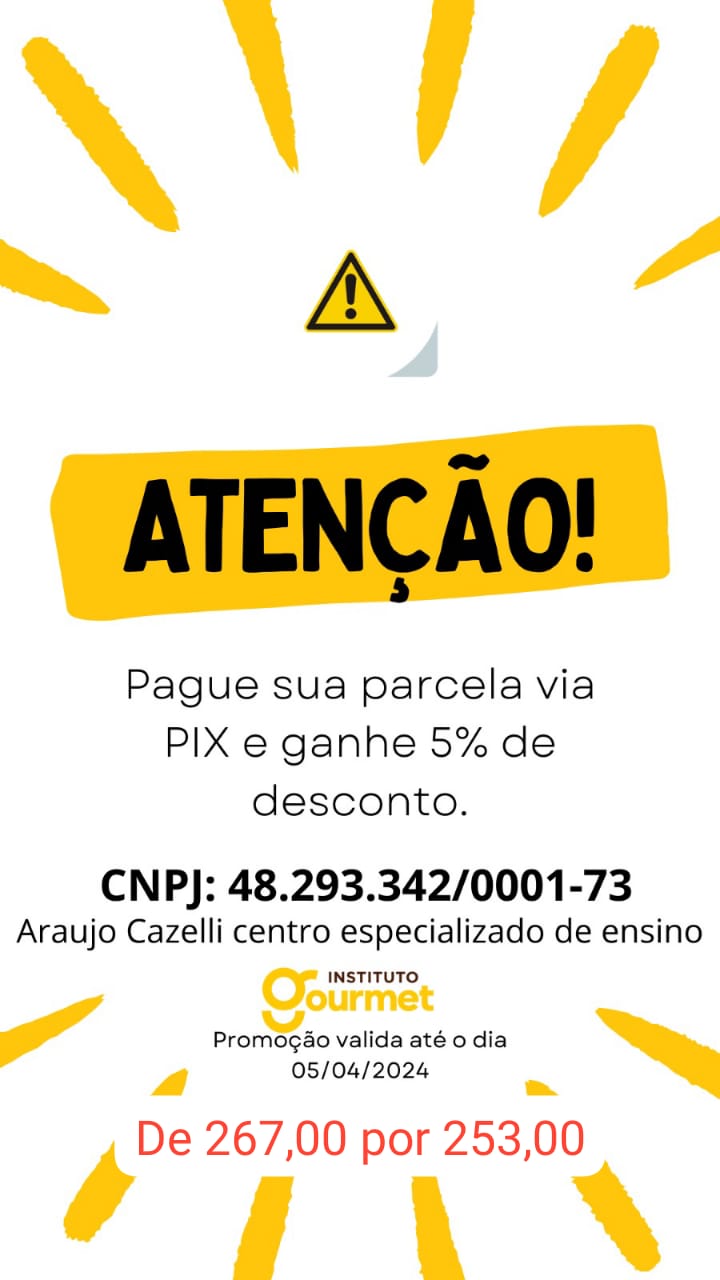 ATENÇÃO!
Pague sua parcela via
PIX e ganhe 5% de
desconto.
CNPJ: 48.293.342/0001-73
Araujo Cazelli centro especializado de ensino
INSTITUTO
Gourmet
Promoção valida até o dia
05/04/2024
De 267,00 por 253,00